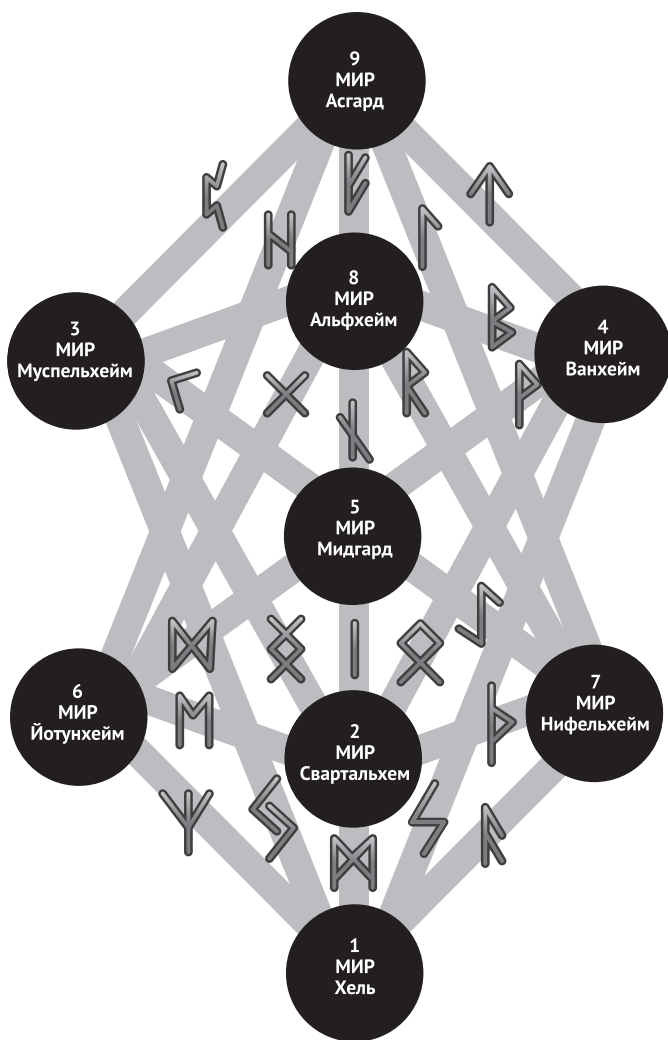 9
МИР
Асгард
ᛈ
ᚠ
ᛏ
ᚺ
ᛚ
8
МИР
Альфхейм
3
МИР
Муспельхейм
4
МИР
Ванхейм
ᛒ
ᚲ
ᚷ
ᚾ
ᚱ
ᚹ
5
МИР
Мидгард
ᛞ
ᛝ
ᛁ
ᛟ
ᛇ
6
МИР
Йотунхейм
7
МИР
Нифельхейм
ᛖ
ᚦ
2
МИР
Свартальхем
ᛉ
ᛃ
ᛗ
ᛊ
ᚨ
1
МИР
Хель